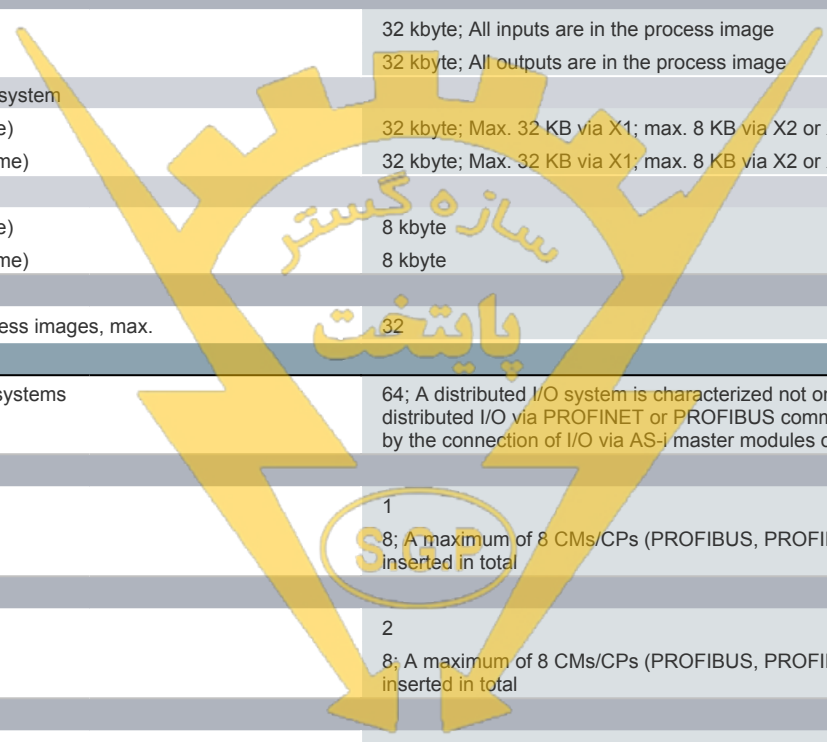 32 kbyte; All inputs are in the process image
32 kbyte; All outputs are in the process image
system
e) 32 kbyte; Max. 32 KB via X1; max. 8 KB via X2 or
me) 32 kbyte; Max. 32 KB via X1; max. 8 KB via X2 or
e) 8 kbyte
me) 8 kbyte
سازه گستر
پایتخت
ess images, max. 32
systems 64; A distributed I/O system is characterized not or
distributed I/O via PROFINET or PROFIBUS comm
by the connection of I/O via AS-i master modules o
1
S.G.P
8; A maximum of 8 CMs/CPs (PROFIBUS, PROFI
inserted in total
2
8; A maximum of 8 CMs/CPs (PROFIBUS, PROFI
inserted in total